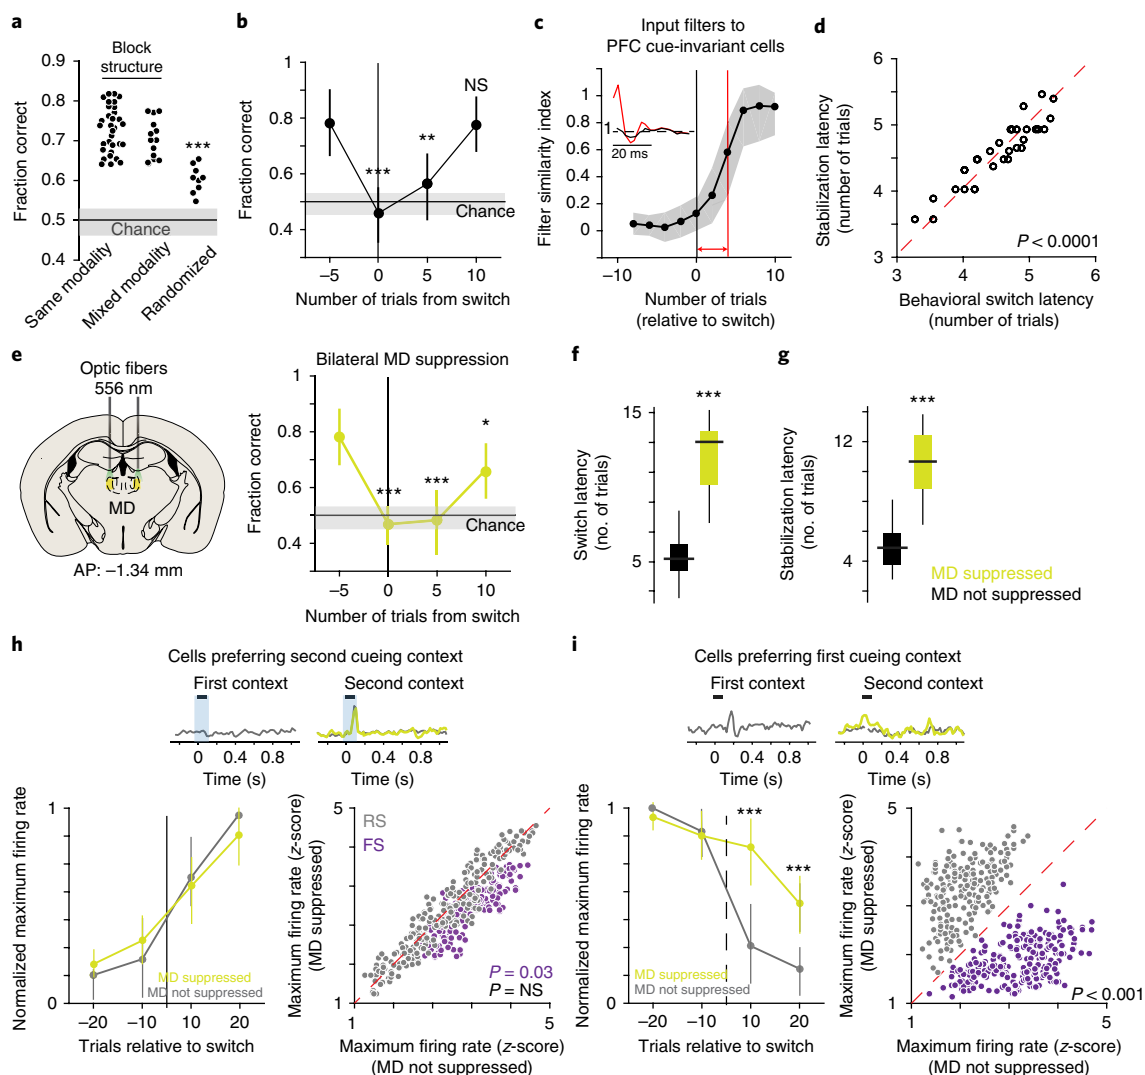 a
Block
structure
Fraction correct
0.9
0.8
0.7
0.6
0.5
0.4
***
Chance
Same modality
Mixed modality
Randomized
b
Fraction correct
1
0.8
0.6
0.4
***
**
NS
Chance
–5
0
5
10
Number of trials from switch
c
Input filters to
PFC cue-invariant cells
Filter similarity index
1
0.8
0.6
0.4
0.2
0
1
20 ms
–10
0
10
Number of trials
(relative to switch)
d
Stabilization latency
(number of trials)
6
5
4
3
P < 0.0001
3
4
5
6
Behavioral switch latency
(number of trials)
e
Optic fibers
556 nm
MD
AP: –1.34 mm
Bilateral MD suppression
Fraction correct
1
0.8
0.6
0.4
***
***
*
Chance
–5
0
5
10
Number of trials from switch
f
Switch latency
(no. of trials)
15
5
***
g
Stabilization latency
(no. of trials)
12
4
***
MD suppressed
MD not suppressed
h
Cells preferring second cueing context
First context
Second context
0
0.4
0.8
Time (s)
0
0.4
0.8
Time (s)
Normalized maximum firing rate
1
0
MD suppressed
MD not suppressed
–20
–10
10
20
Trials relative to switch
Maximum firing rate (z-score)
(MD suppressed)
5
1
RS
FS
P = 0.03
P = NS
1
5
Maximum firing rate (z-score)
(MD not suppressed)
i
Cells preferring first cueing context
First context
Second context
0
0.4
0.8
Time (s)
0
0.4
0.8
Time (s)
Normalized maximum firing rate
1
0
***
***
MD suppressed
MD not suppressed
–20
–10
10
20
Trials relative to switch
Maximum firing rate (z-score)
(MD suppressed)
5
1
P < 0.001
1
5
Maximum firing rate (z-score)
(MD not suppressed)